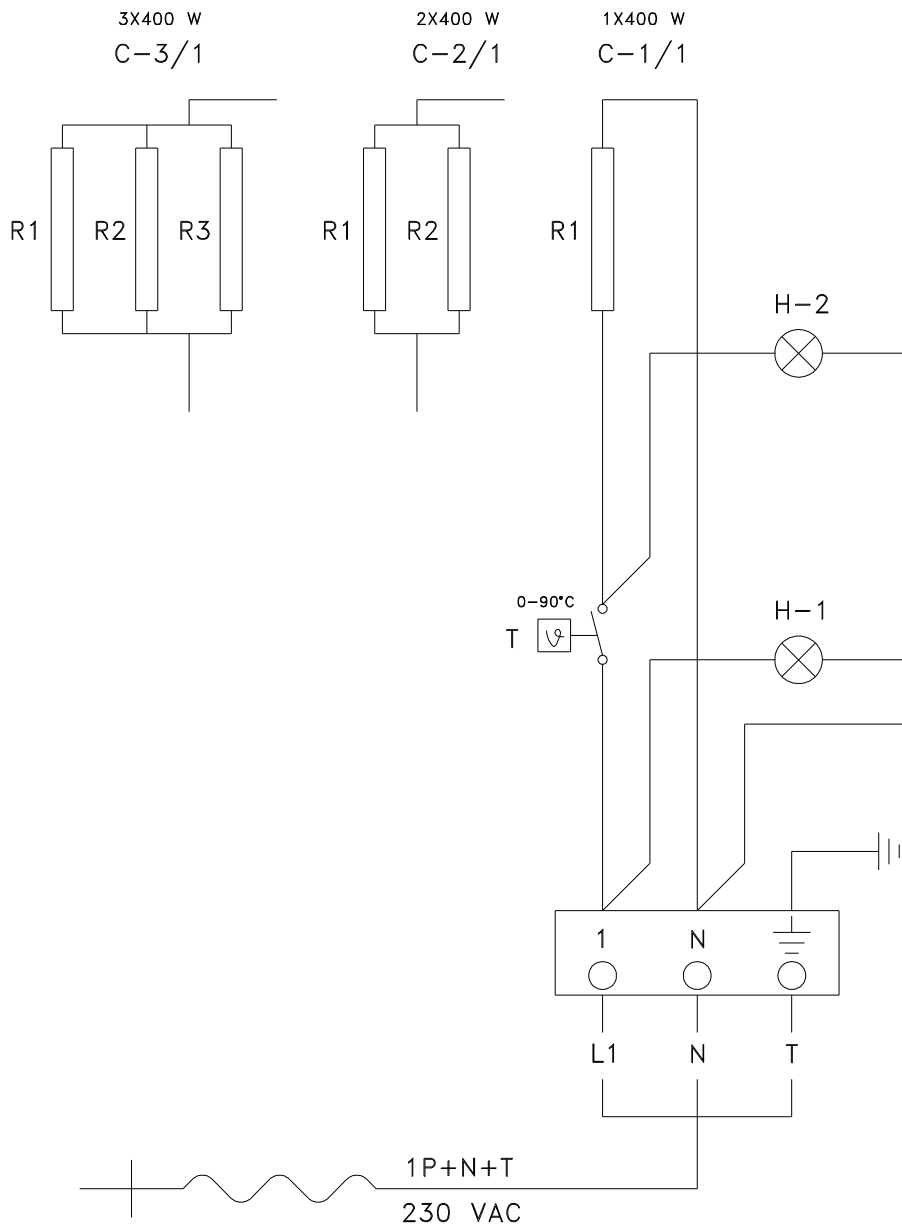 3X400 W
2X400 W
1X400 W
C-3/1
C-2/1
C-1/1
R1
R2
R3
R1
R2
R1
H-2
0-90°C
T
H-1
1
N
L1
N
T
1P+N+T
230 VAC